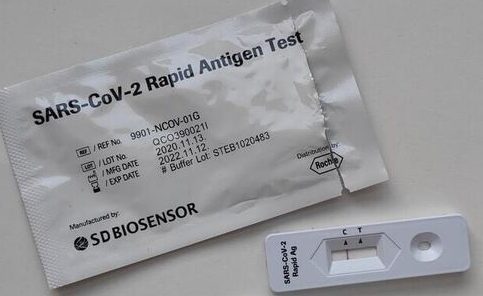 SARS-CoV-2 Rapid Antigen Test
REF / REF No. 9901-NCOV-01G
LOT / LOT No. QCO390021I
/ MFG DATE 2020.11.13.
/ EXP DATE 2022.11.12.
# Buffer Lot: STEB1020483
Distribution by:
Roche
Manufactured by:
SD BIOSENSOR
C T
SARS-CoV-2
Rapid Ag